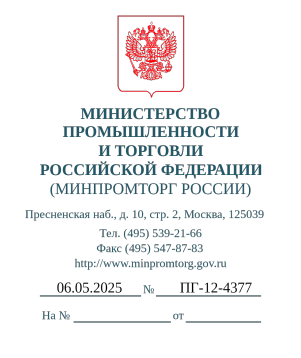 МИНИСТЕРСТВО
ПРОМЫШЛЕННОСТИ
И ТОРГОВЛИ
РОССИЙСКОЙ ФЕДЕРАЦИИ
(МИНПРОМТОРГ РОССИИ)
Пресненская наб., д. 10, стр. 2, Москва, 125039
Тел. (495) 539-21-66
Факс (495) 547-87-83
http://www.minpromtorg.gov.ru
06.05.2025 № ПГ-12-4377
На № от